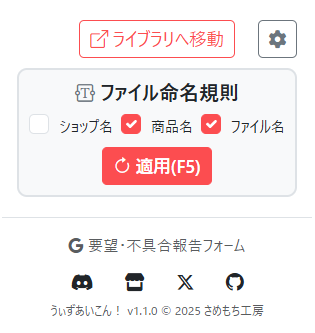 ライブラリへ移動
ファイル命名規則
ショップ名 商品名 ファイル名
適用(F5)
要望・不具合報告フォーム
うぃずあいこん！ v1.1.0 © 2025 さめもち工房